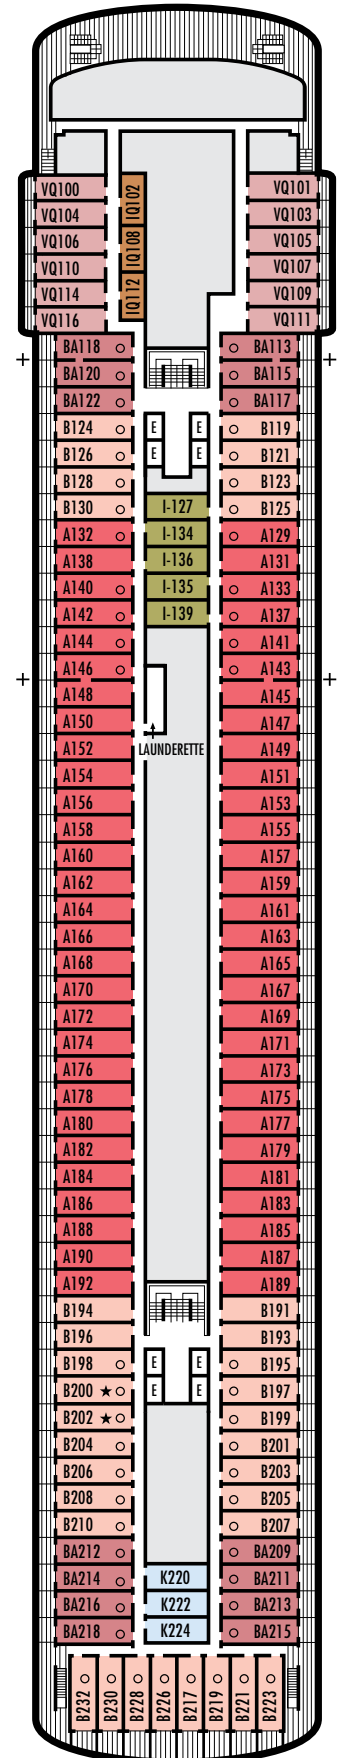 VQ100 IQ102 VQ101
VQ104 VQ103
VQ106 IQ108 VQ105
VQ110 VQ107
VQ114 IQ112 VQ109
VQ116 VQ111
BA118 BA113
BA120 BA115
BA122 BA117
B124 E E B119
B126 E E B121
B128 B123
B130 I-127 B125
A132 I-134 A129
A138 I-136 A131
A140 I-135 A133
A142 I-139 A137
A144 A141
A146 A143
A148 A145
A150 A147
A152 LAUNDERETTE A149
A154 A151
A156 A153
A158 A155
A160 A157
A162 A159
A164 A161
A166 A163
A168 A165
A170 A167
A172 A169
A174 A171
A176 A173
A178 A175
A180 A177
A182 A179
A184 A181
A186 A183
A188 A185
A190 A187
A192 A189
B194 B191
B196 B193
B198 E E B195
B200 ★ E E B197
B202 ★ B199
B204 B201
B206 B203
B208 B205
B210 B207
BA212 BA209
BA214 K220 BA211
BA216 K222 BA213
BA218 K224 BA215
B232 B230 B228 B226 B217 B219 B221 B223